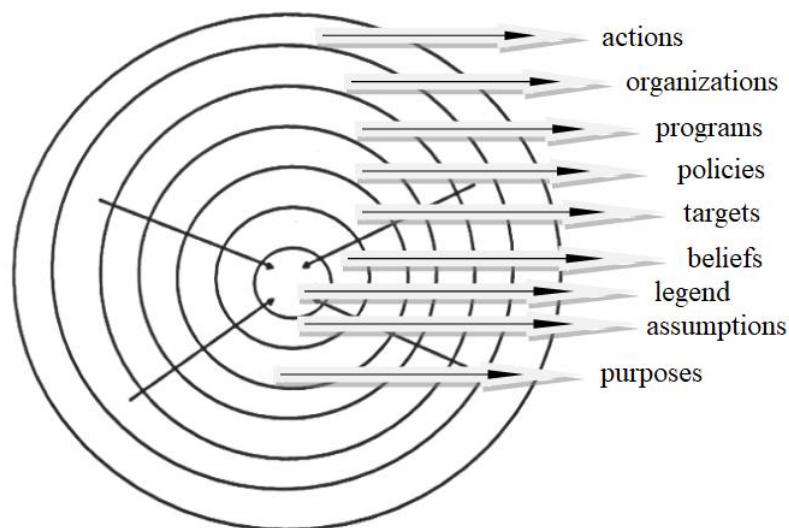 actions
organizations
programs
policies
targets
beliefs
legend
assumptions
purposes